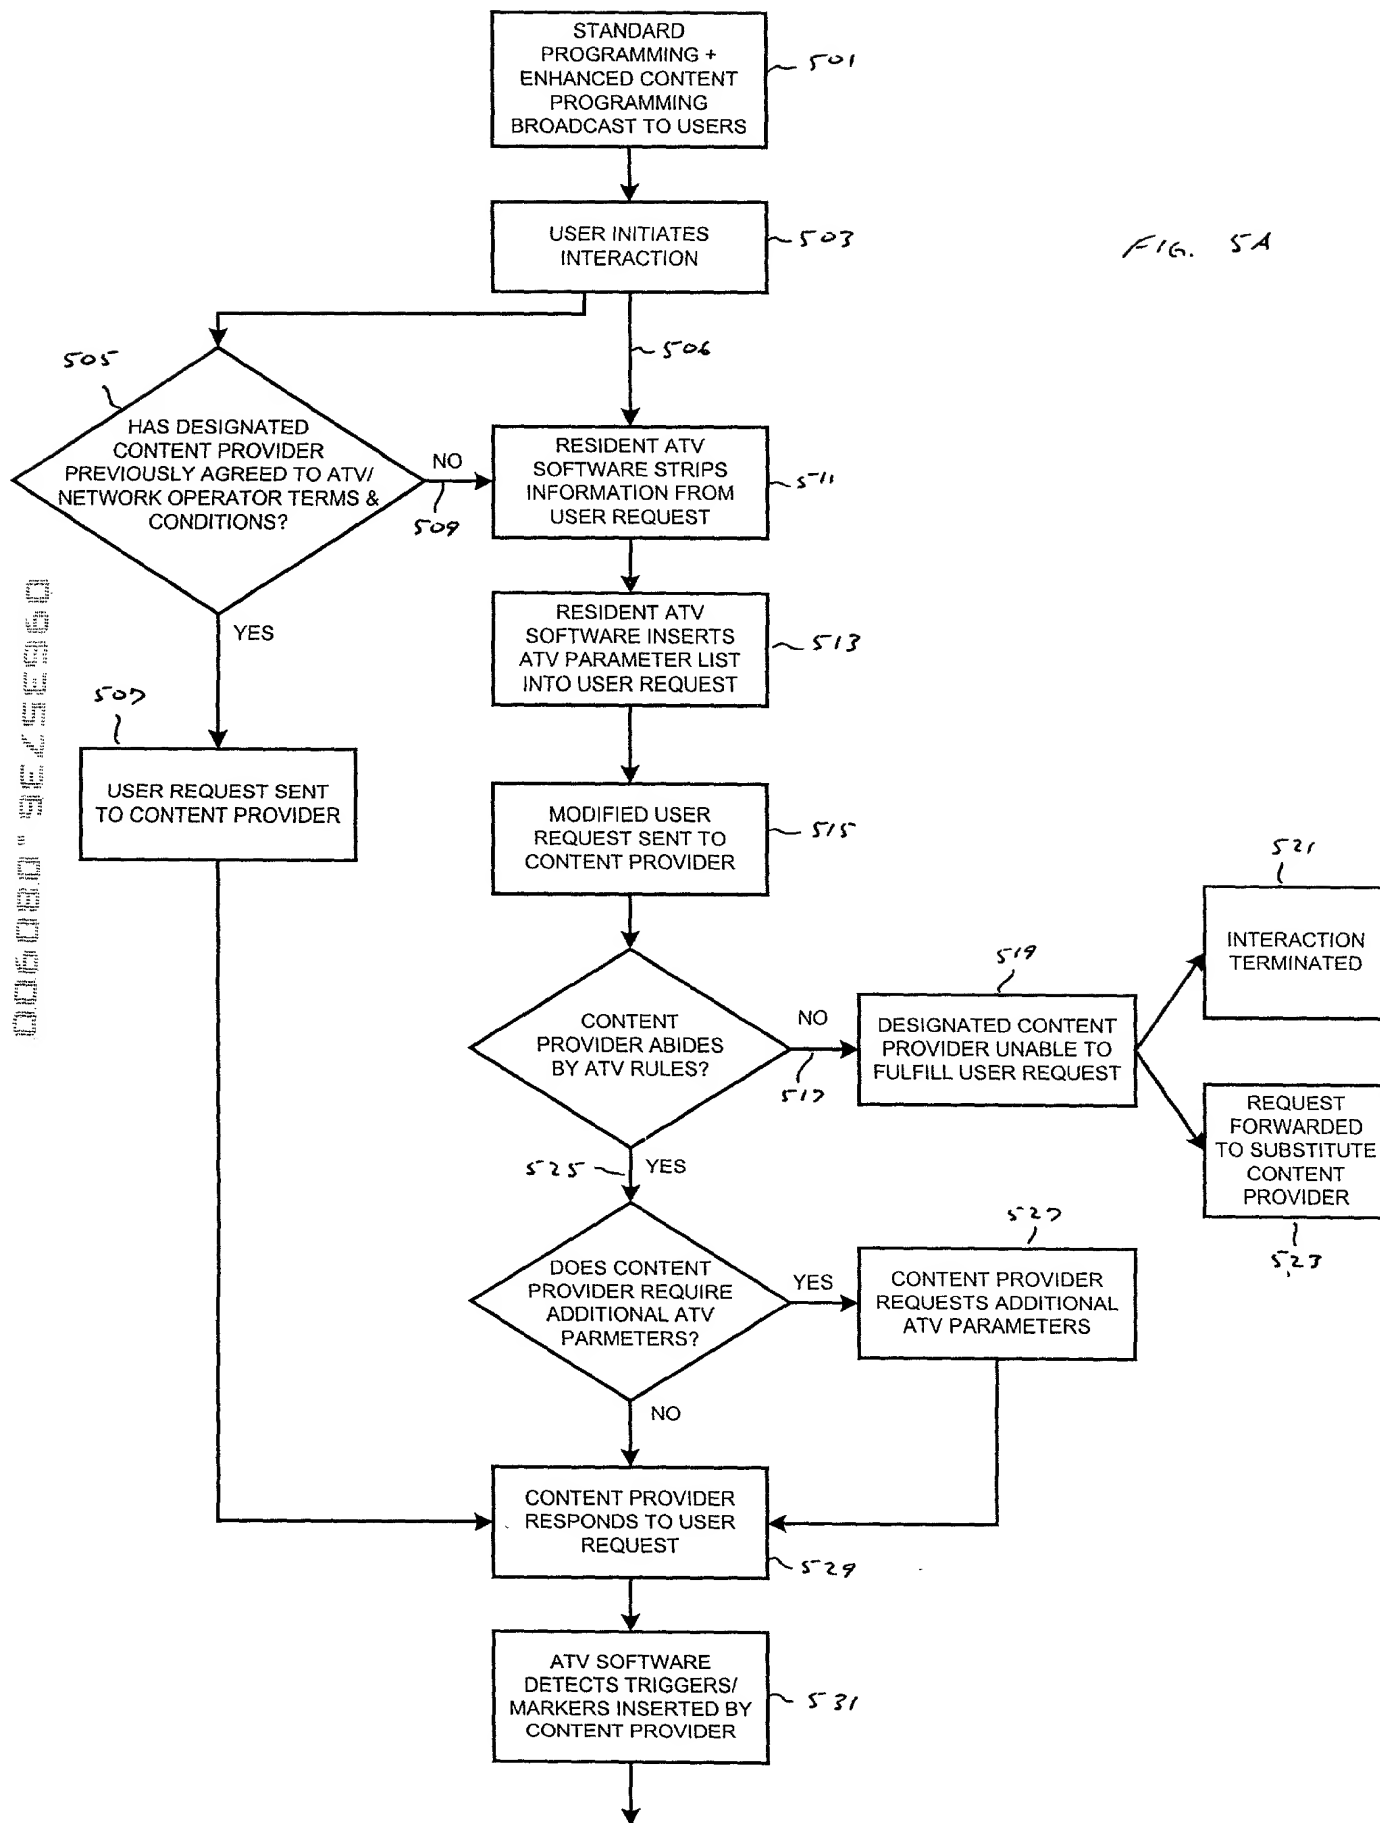 STANDARD
PROGRAMMING +
ENHANCED CONTENT
PROGRAMMING
BROADCAST TO USERS
501
USER INITIATES
INTERACTION
503
FIG. 5A
505
506
HAS DESIGNATED
CONTENT PROVIDER
PREVIOUSLY AGREED TO ATV/
NETWORK OPERATOR TERMS &
CONDITIONS?
NO
509
RESIDENT ATV
SOFTWARE STRIPS
INFORMATION FROM
USER REQUEST
511
YES
RESIDENT ATV
SOFTWARE INSERTS
ATV PARAMETER LIST
INTO USER REQUEST
513
507
USER REQUEST SENT
TO CONTENT PROVIDER
MODIFIED USER
REQUEST SENT TO
CONTENT PROVIDER
515
521
INTERACTION
TERMINATED
519
CONTENT
PROVIDER ABIDES
BY ATV RULES?
NO
517
DESIGNATED CONTENT
PROVIDER UNABLE TO
FULFILL USER REQUEST
REQUEST
FORWARDED
TO SUBSTITUTE
CONTENT
PROVIDER
523
525
YES
527
DOES CONTENT
PROVIDER REQUIRE
ADDITIONAL ATV
PARMETERS?
YES
CONTENT PROVIDER
REQUESTS ADDITIONAL
ATV PARAMETERS
NO
CONTENT PROVIDER
RESPONDS TO USER
REQUEST
529
ATV SOFTWARE
DETECTS TRIGGERS/
MARKERS INSERTED BY
CONTENT PROVIDER
531